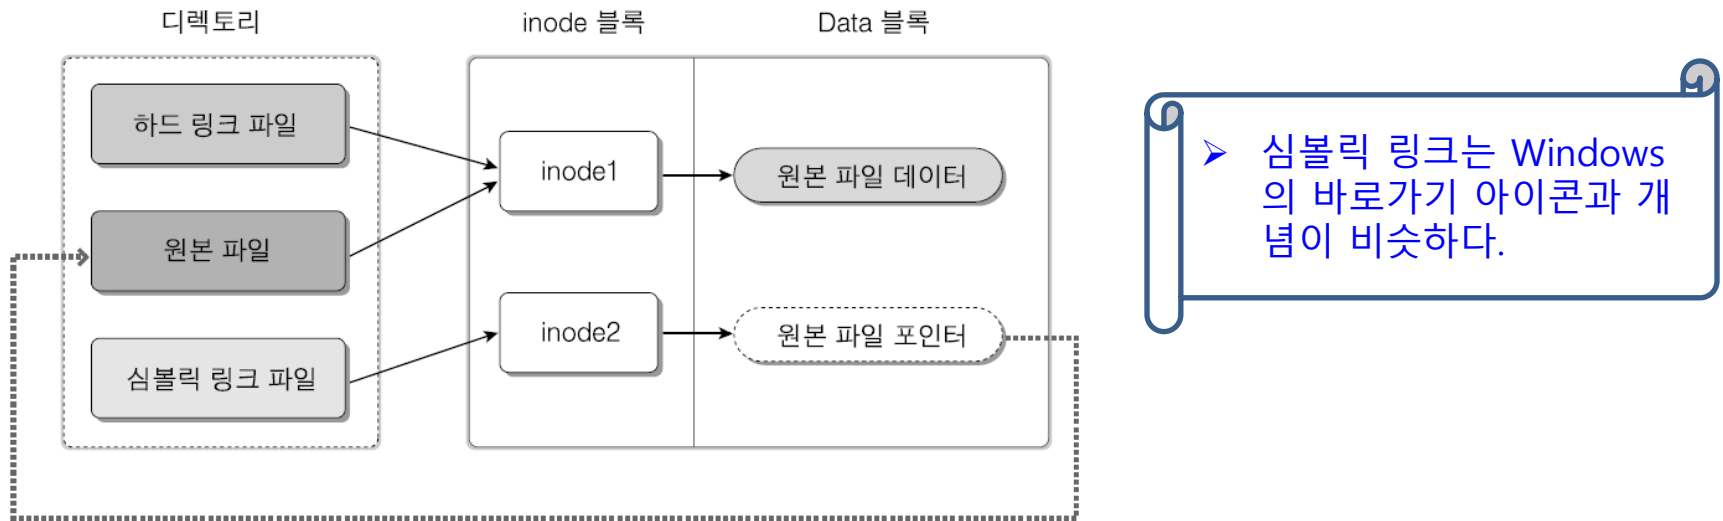 디렉토리 inode 블록 Data 블록
하드 링크 파일
원본 파일
심볼릭 링크 파일
inode1
원본 파일 데이터
inode2
원본 파일 포인터
➢ 심볼릭 링크는 Windows
의 바로가기 아이콘과 개
념이 비슷하다.